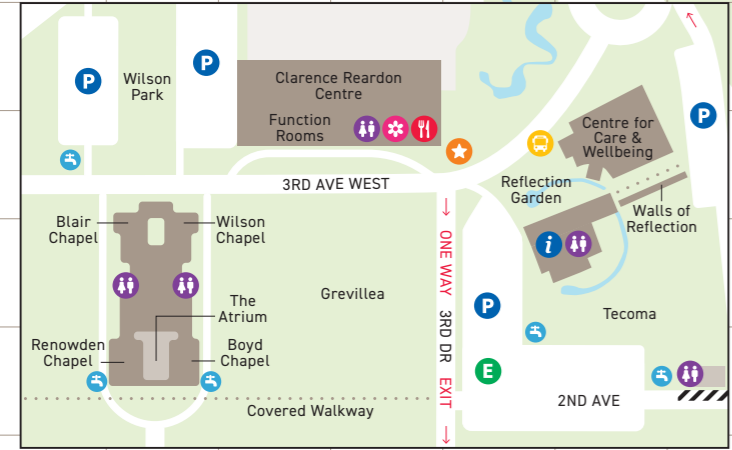 P
P
Wilson
Park
Clarence Reardon
Centre
Function
Rooms
Centre for
Care &
Wellbeing
P
3RD AVE WEST
Reflection
Garden
Walls of
Reflection
Blair
Chapel
Wilson
Chapel
i
The
Atrium
Grevillea
ONE WAY 3RD DR EXIT
P
Tecoma
Renowden
Chapel
Boyd
Chapel
E
2ND AVE
Covered Walkway